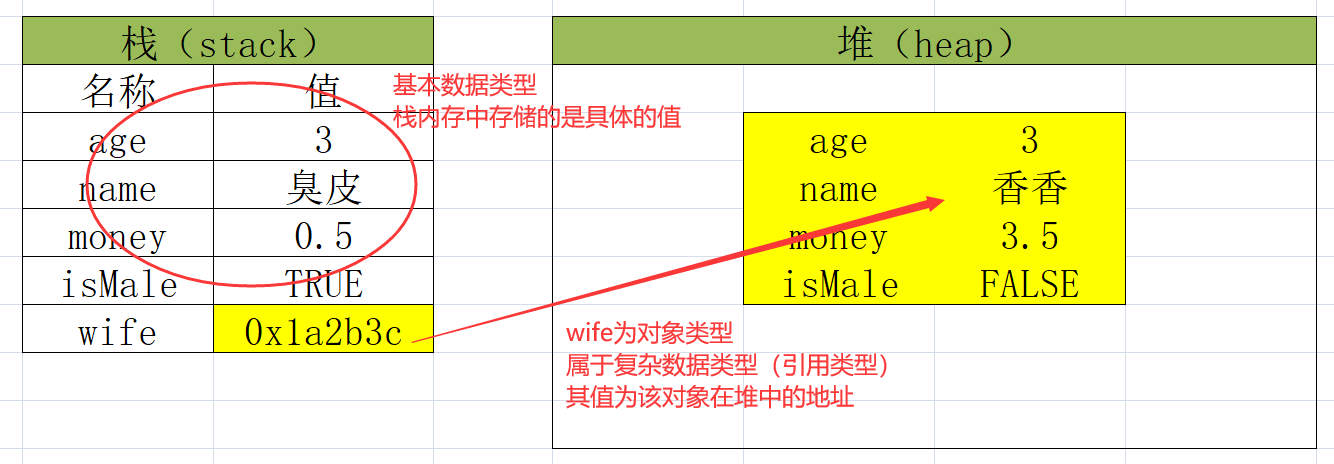 栈（stack）
名称 值
age 3
name 臭皮
money 0.5
isMale TRUE
wife 0x1a2b3c
基本数据类型
栈内存中存储的是具体的值
堆（heap）
age 3
name 香香
money 3.5
isMale FALSE
wife为对象类型
属于复杂数据类型（引用类型）
其值为该对象在堆中的地址